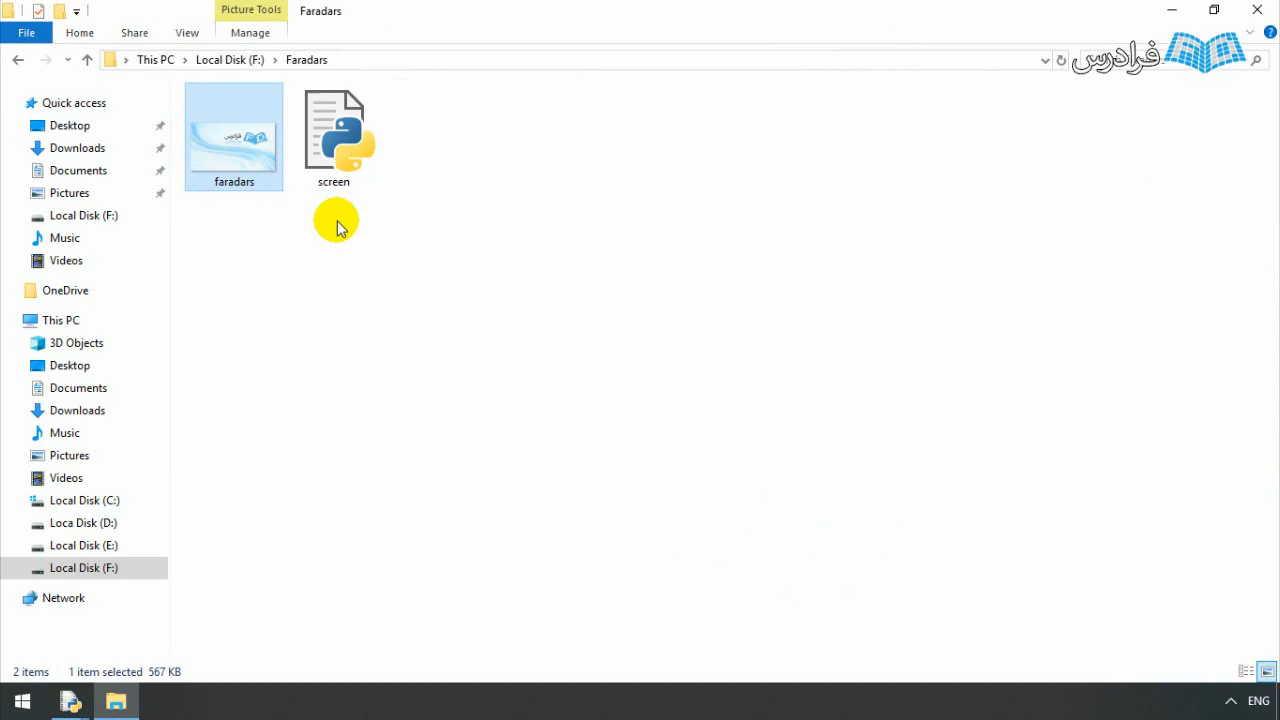 Picture Tools
Faradars
File
Home
Share
View
Manage
This PC
Local Disk (F:)
Faradars
فرادرس
Quick access
Desktop
Downloads
Documents
Pictures
Local Disk (F:)
Music
Videos
OneDrive
This PC
3D Objects
Desktop
Documents
Downloads
Music
Pictures
Videos
Local Disk (C:)
Loca Disk (D:)
Local Disk (E:)
Local Disk (F:)
Network
فرادرس
faradars
screen
2 items
1 item selected 567 KB
ENG